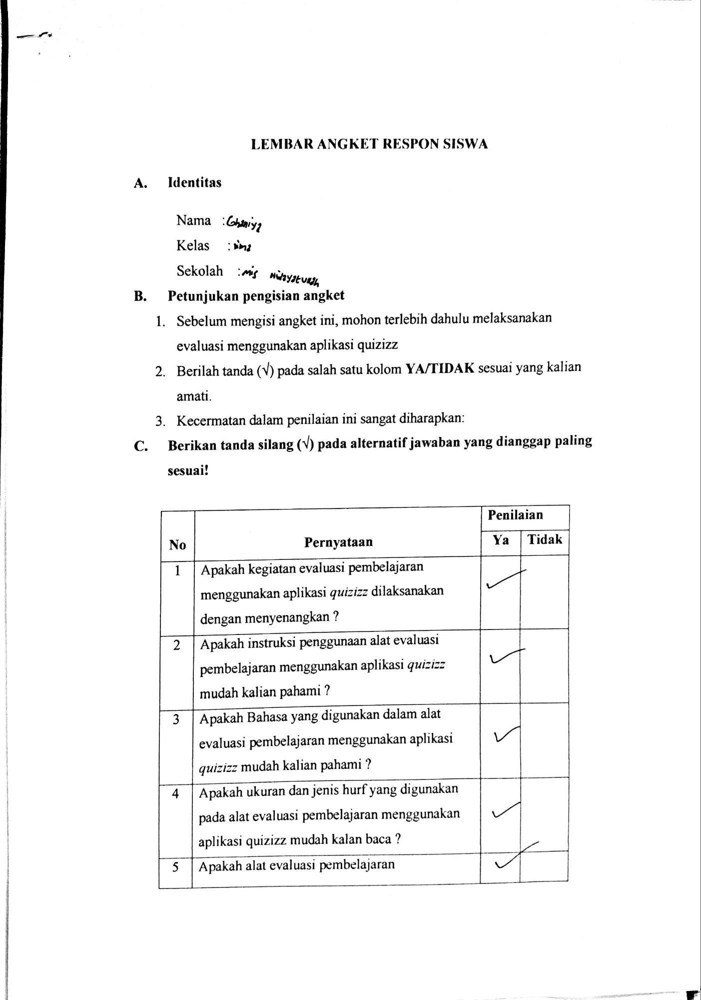 LEMBAR ANGKET RESPON SISWA
A. Identitas
Nama : Ghaniya
Kelas : lima
Sekolah : mis Hidayatullah
B. Petunjukan pengisian angket
1. Sebelum mengisi angket ini, mohon terlebih dahulu melaksanakan
evaluasi menggunakan aplikasi quizizz
2. Berilah tanda (√) pada salah satu kolom YA/TIDAK sesuai yang kalian
amati.
3. Kecermatan dalam penilaian ini sangat diharapkan:
C. Berikan tanda silang (√) pada alternatif jawaban yang dianggap paling
sesuai!
No Pernyataan Penilaian
Ya Tidak
1 Apakah kegiatan evaluasi pembelajaran ✓
menggunakan aplikasi quizizz dilaksanakan
dengan menyenangkan ?
2 Apakah instruksi penggunaan alat evaluasi ✓
pembelajaran menggunakan aplikasi quizizz
mudah kalian pahami ?
3 Apakah Bahasa yang digunakan dalam alat ✓
evaluasi pembelajaran menggunakan aplikasi
quizizz mudah kalian pahami ?
4 Apakah ukuran dan jenis hurf yang digunakan ✓
pada alat evaluasi pembelajaran menggunakan
aplikasi quizizz mudah kalan baca ?
5 Apakah alat evaluasi pembelajaran ✓